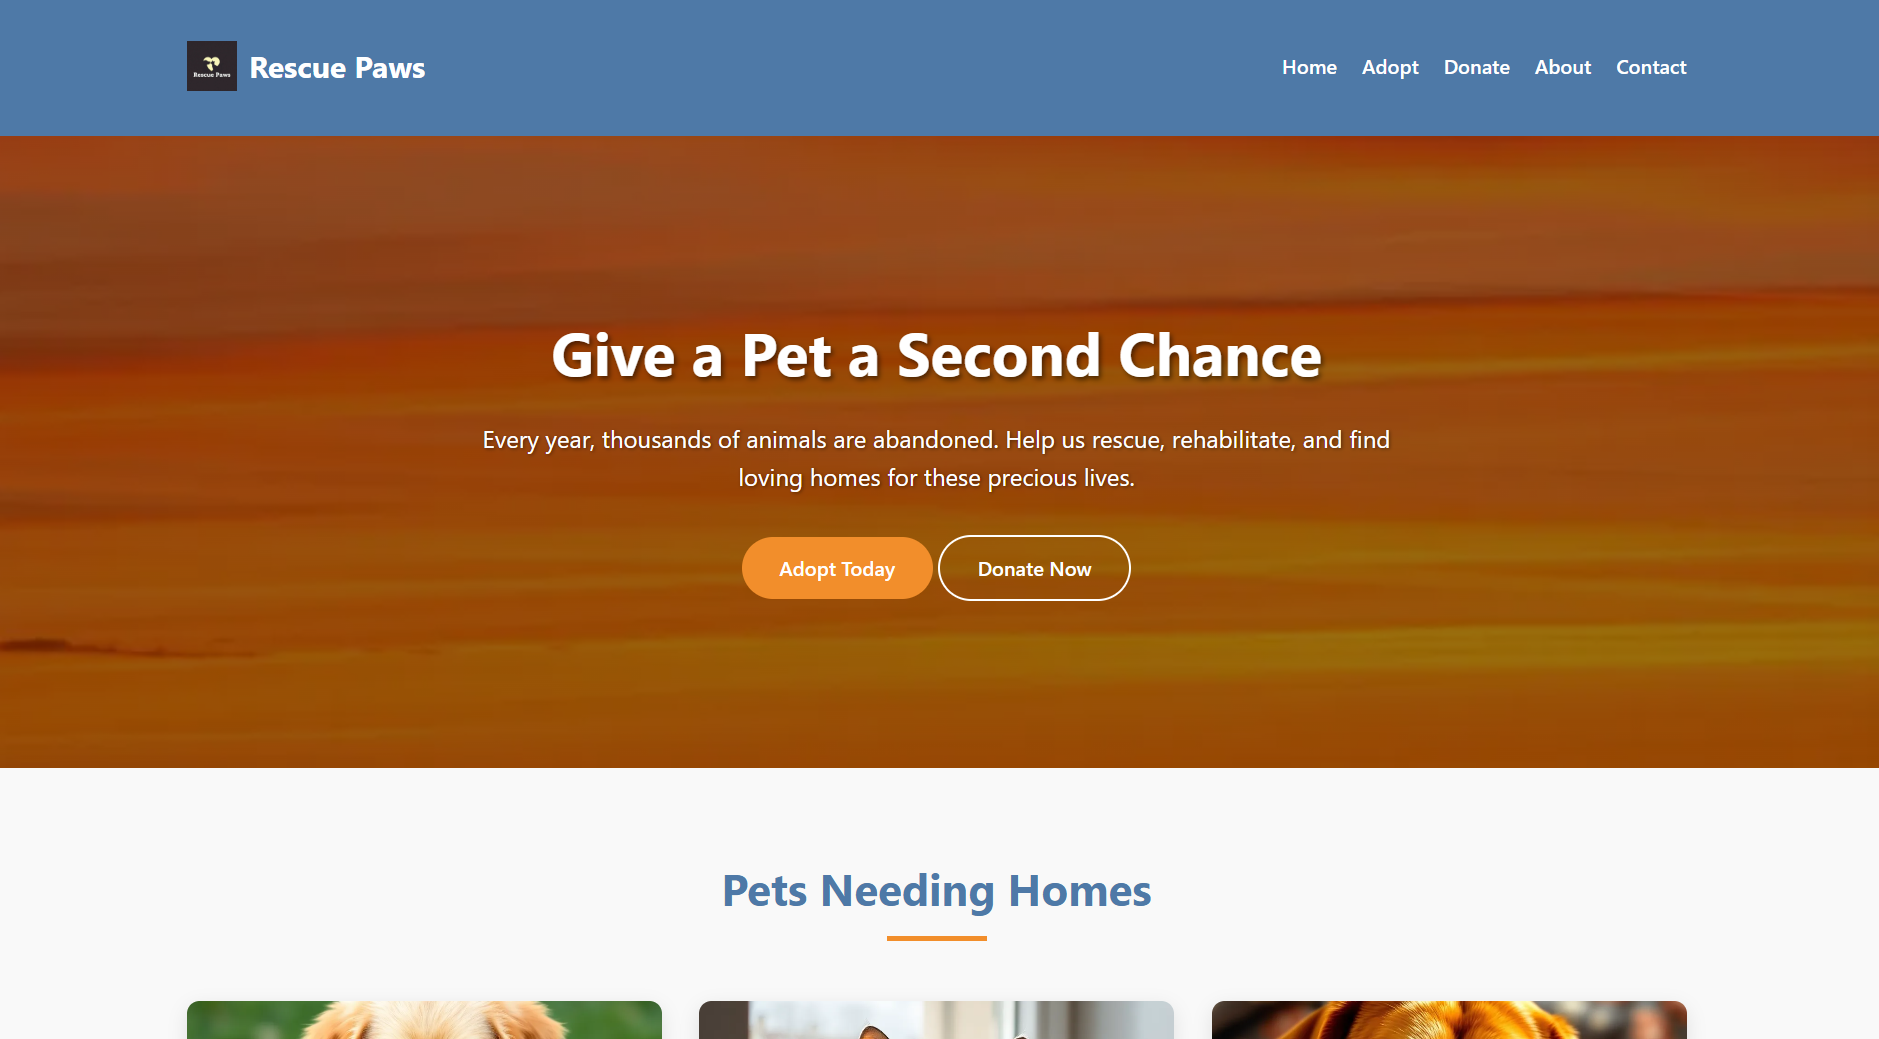 Rescue Paws
Rescue Paws
Home Adopt Donate About Contact
Give a Pet a Second Chance
Every year, thousands of animals are abandoned. Help us rescue, rehabilitate, and find
loving homes for these precious lives.
Adopt Today Donate Now
Pets Needing Homes